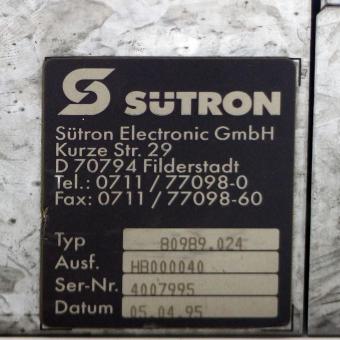 SÜTRON
Sütron Electronic GmbH
Kurze Str. 29
D 70794 Filderstadt
Tel.: 0711 / 77098-0
Fax: 0711 / 77098-60
Typ 80989.024
Ausf. HB000040
Ser-Nr. 4007995
Datum 05.04.95